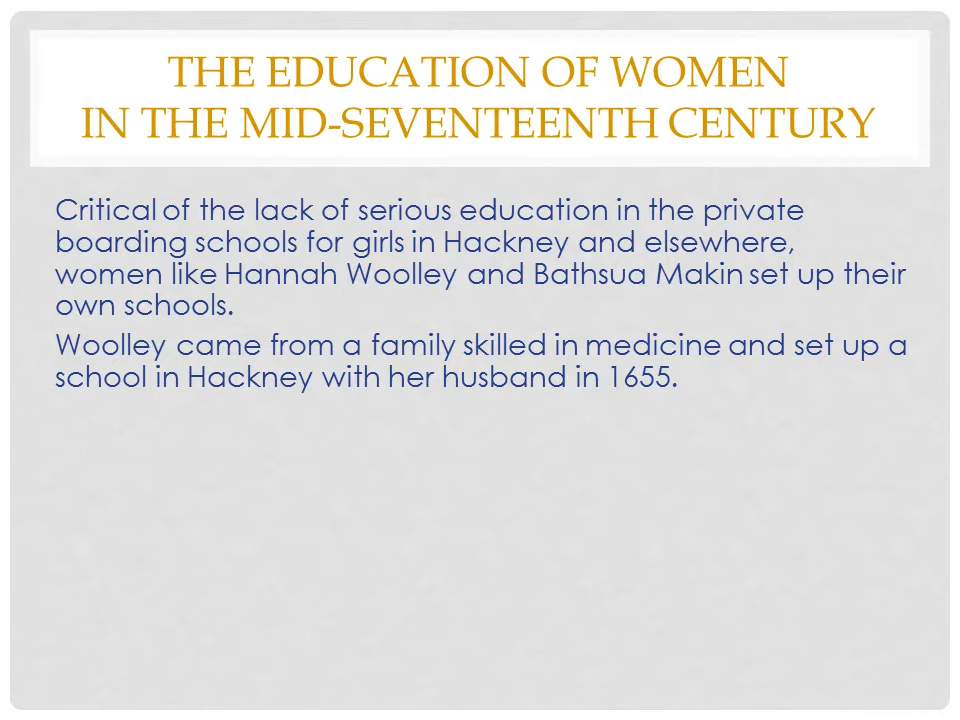 THE EDUCATION OF WOMEN
IN THE MID-SEVENTEENTH CENTURY
Critical of the lack of serious education in the private
boarding schools for girls in Hackney and elsewhere,
women like Hannah Woolley and Bathsua Makin set up their
own schools.
Woolley came from a family skilled in medicine and set up a
school in Hackney with her husband in 1655.